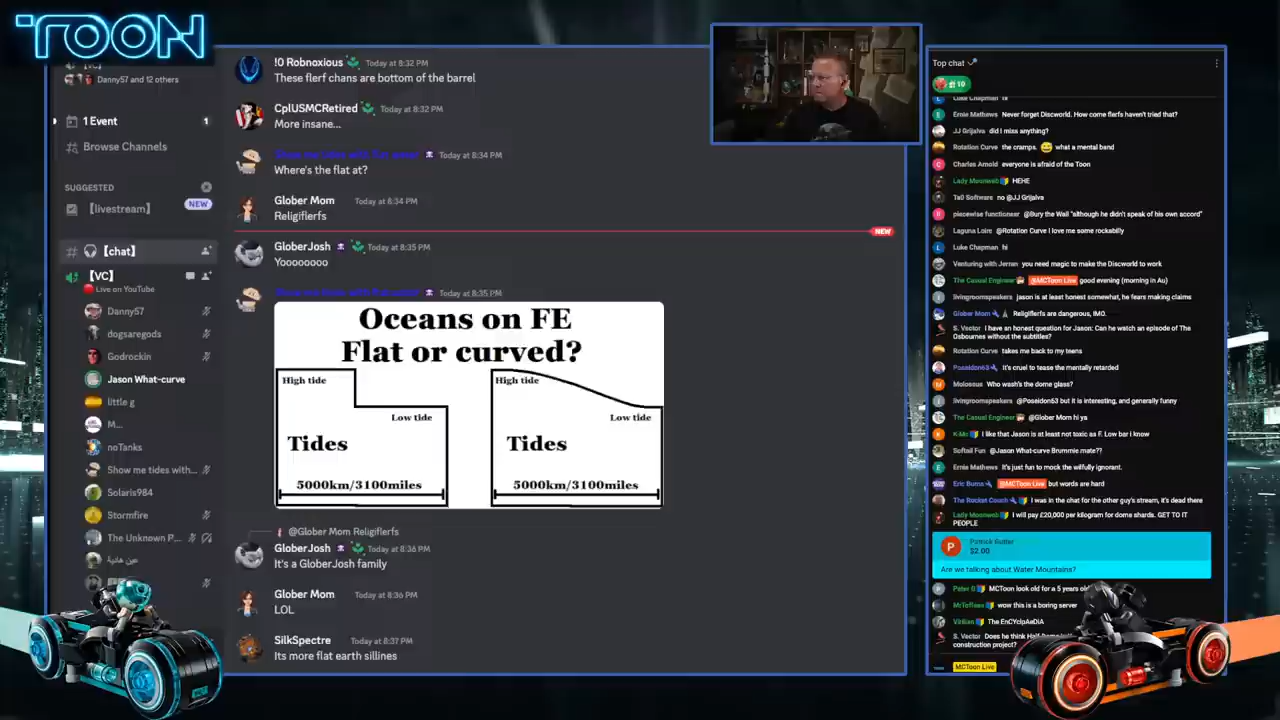 TOON
Danny57 and 12 others
1 Event
1
Browse Channels
SUGGESTED
[livestream]
NEW
【chat】
【VC】
Live on YouTube
Danny57
dogsaregods
Godrockin
Jason What-curve
little g
M...
noTanks
Show me tides with...
Solaris984
Stormfire
The Unknown P...
!0 Robnoxious Today at 8:32 PM
These flerf chans are bottom of the barrel
CplUSMCRetired Today at 8:32 PM
More insane...
Today at 8:34 PM
Where's the flat at?
Glober Mom Today at 8:34 PM
Religiflerfs
NEW
GloberJosh Today at 8:35 PM
Yooooooooo
Today at 8:35 PM
Oceans on FE
Flat or curved?
High tide
Low tide
Tides
5000km/3100miles
High tide
Low tide
Tides
5000km/3100miles
@Glober Mom Religiflerfs
GloberJosh Today at 8:36 PM
It's a GloberJosh family
Glober Mom Today at 8:36 PM
LOL
SilkSpectre Today at 8:37 PM
Its more flat earth sillines
Top chat
10
Luke Chapman hi
Ernie Mathews Never forget Discworld. How come flerfs haven't tried that?
JJ Grijalva did I miss anything?
Rotation Curve the cramps. what a mental band
Charles Arnold everyone is afraid of the Toon
Lady Moonweb HEHE
Ta0 Software no @JJ Grijalva
piecewise functioneer @Bury the Wall "although he didn't speak of his own accord"
Laguna Loire @Rotation Curve I love me some rockabilly
Luke Chapman hi
Venturing with Jerran you need magic to make the Discworld to work
The Casual Engineer @MCToon Live good evening (morning in Au)
livingroomspeakers jason is at least honest somewhat, he fears making claims
Glober Mom Religiflerfs are dangerous, IMO.
S. Vector I have an honest question for Jason: Can he watch an episode of The
Osbournes without the subtitles?
Rotation Curve takes me back to my teens
Poseidon63 It's cruel to tease the mentally retarded
Molossus Who wash's the dome glass?
livingroomspeakers @Poseidon63 but it is interesting, and generally funny
The Casual Engineer @Glober Mom hi ya
K-Mc I like that Jason is at least not toxic as F. Low bar i know
Softail Fun @Jason What-curve Brummie mate??
Ernie Mathews It's just fun to mock the wilfully ignorant.
Eric Burns @MCToon Live but words are hard
The Rocket Couch I was in the chat for the other guy's stream, it's dead there
Lady Moonweb I will pay £20,000 per kilogram for dome shards. GET TO IT
PEOPLE
P
Patrick Butler
$2.00
Are we talking about Water Mountains?
Peter G MCToon look old for a 5 years old
McToflees wow this is a boring server
Virilian The EnCYclpAeDiA
S. Vector Does he think Half
construction project?
MCToon Live